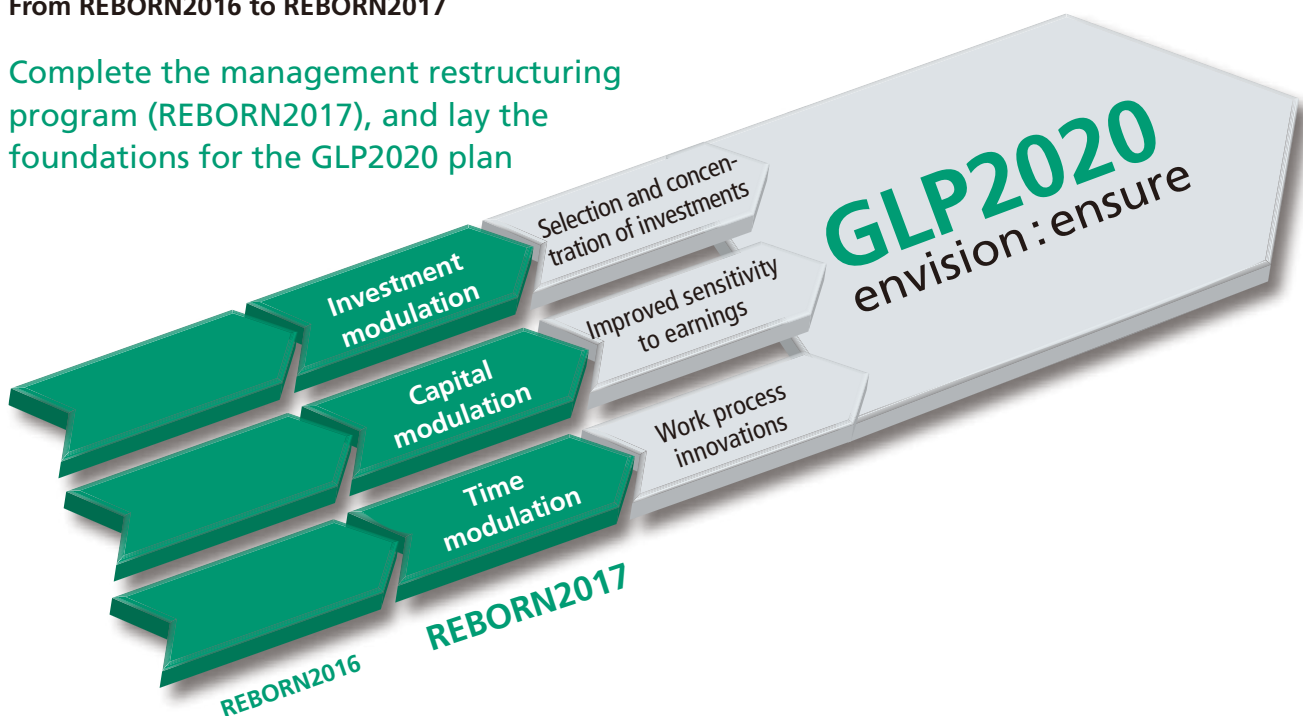 From REBORN2016 to REBORN2017
Complete the management restructuring
program (REBORN2017), and lay the
foundations for the GLP2020 plan
Investment
modulation
Selection and concen-
tration of investments
Capital
modulation
Improved sensitivity
to earnings
Time
modulation
Work process
innovations
GLP2020
envision:ensure
REBORN2016
REBORN2017